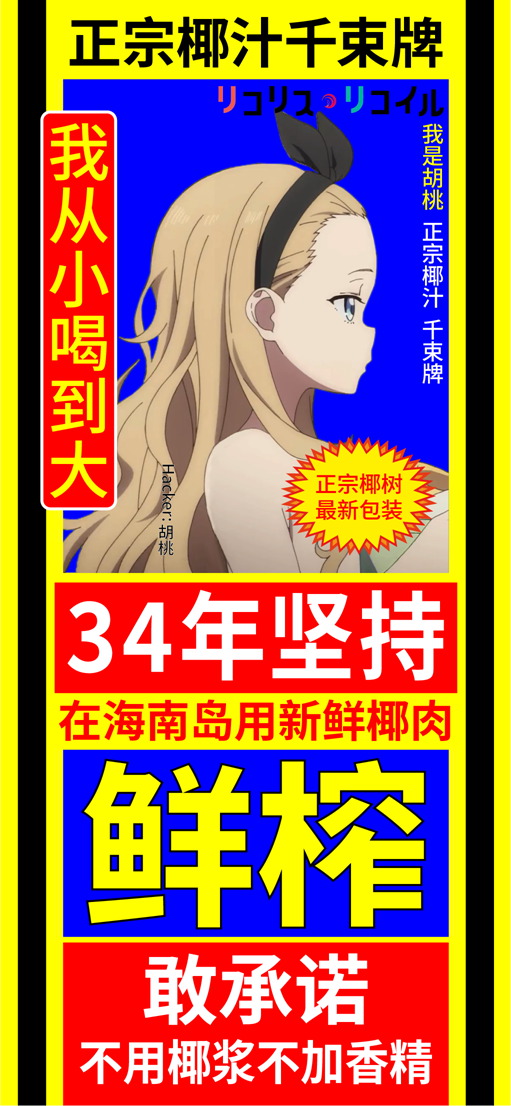 正宗椰汁千束牌
リコリス リコイル
我从小喝到大
我是胡桃 正宗椰汁 千束牌
Hacker: 胡桃
正宗椰树
最新包装
34年坚持
在海南岛用新鲜椰肉
鲜榨
敢承诺
不用椰浆不加香精